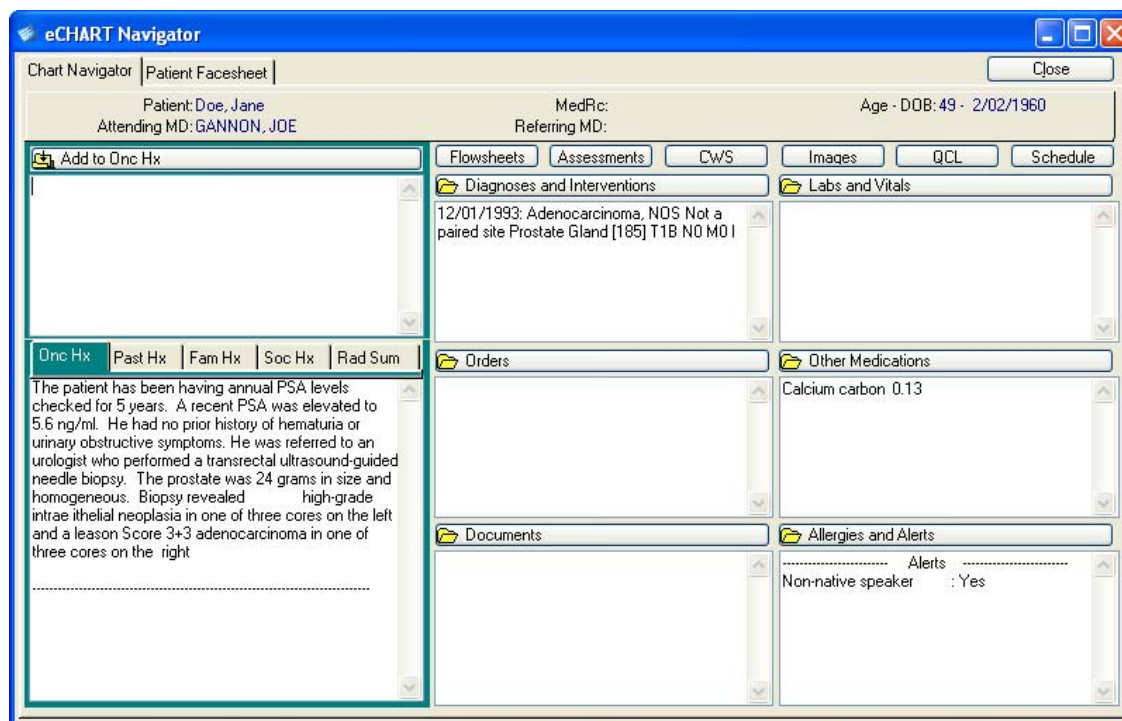 eCHART Navigator
Chart Navigator
Patient Facesheet
Close
Patient: Doe, Jane
MedRc:
Age - DOB: 49 - 2/02/1960
Attending MD: GANNON, JOE
Referring MD:
Add to Onc Hx
Flowsheets
Assessments
CWS
Images
QCL
Schedule
Diagnoses and Interventions
12/01/1993: Adenocarcinoma, NOS Not a
paired site Prostate Gland [185] T1B N0 M0 I
Labs and Vitals
Onc Hx
Past Hx
Fam Hx
Soc Hx
Rad Sum
The patient has been having annual PSA levels
checked for 5 years. A recent PSA was elevated to
5.6 ng/ml. He had no prior history of hematuria or
urinary obstructive symptoms. He was referred to an
urologist who performed a transrectal ultrasound-guided
needle biopsy. The prostate was 24 grams in size and
homogeneous. Biopsy revealed high-grade
intrae ithelial neoplasia in one of three cores on the left
and a leason Score 3+3 adenocarcinoma in one of
three cores on the right
Orders
Other Medications
Calcium carbon 0.13
Documents
Allergies and Alerts
------------------------ Alerts ------------------------
Non-native speaker : Yes